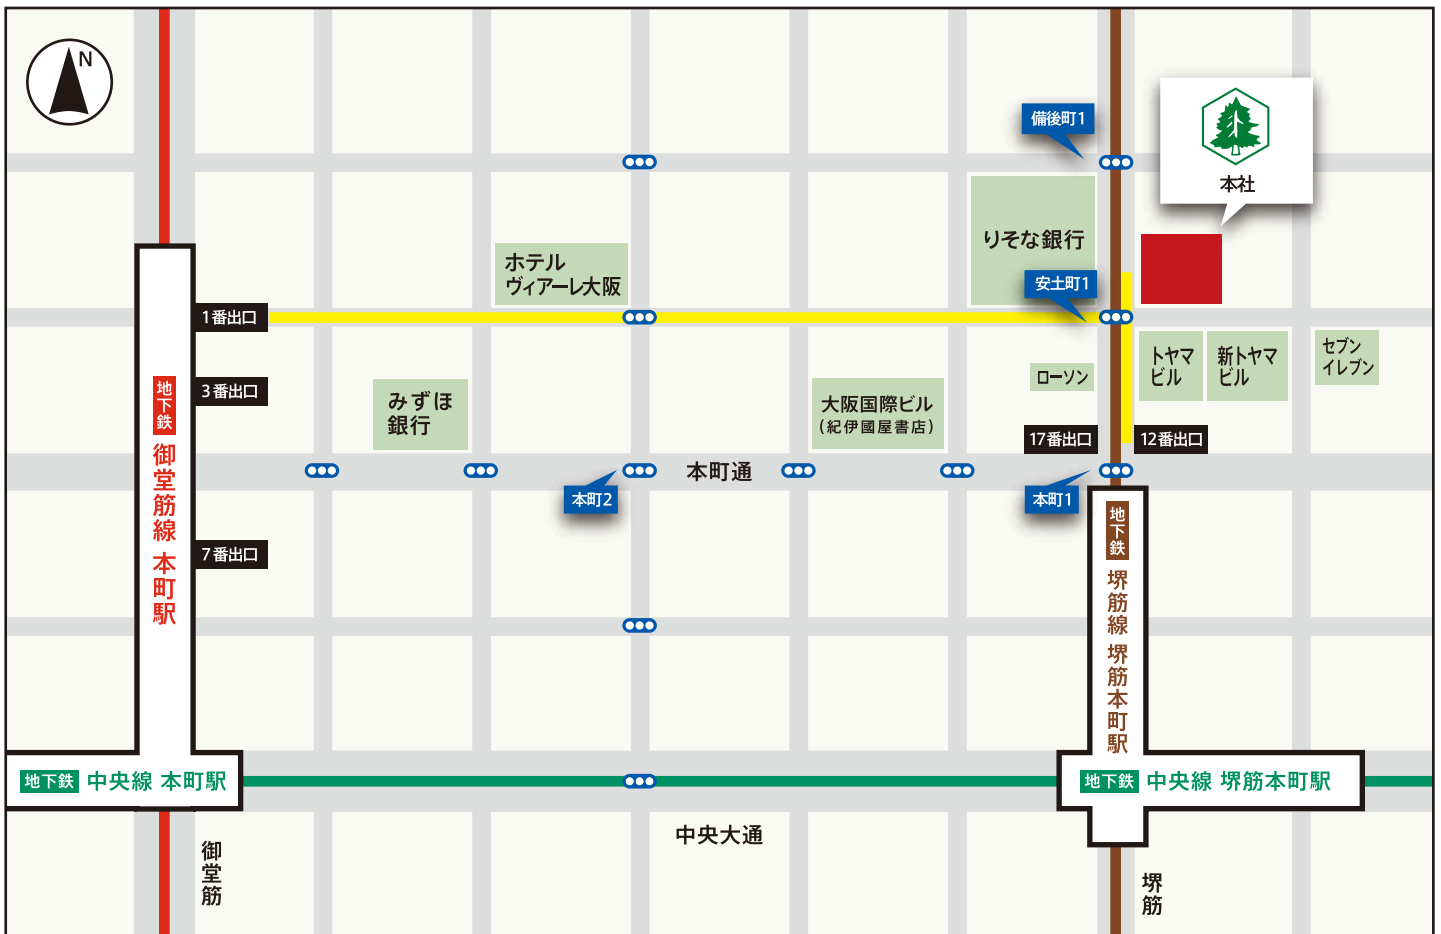 N
備後町1
本社
りそな銀行
ホテル
ヴィアーレ大阪
安土町1
1番出口
トヤマ
ビル
新トヤマ
ビル
セブン
イレブン
ローソン
3番出口
地下鉄
御堂筋線 本町駅
みずほ
銀行
大阪国際ビル
(紀伊國屋書店)
17番出口
12番出口
本町通
本町2
本町1
7番出口
地下鉄
堺筋線 堺筋本町駅
地下鉄 中央線 本町駅
地下鉄 中央線 堺筋本町駅
中央大通
御堂筋
堺筋